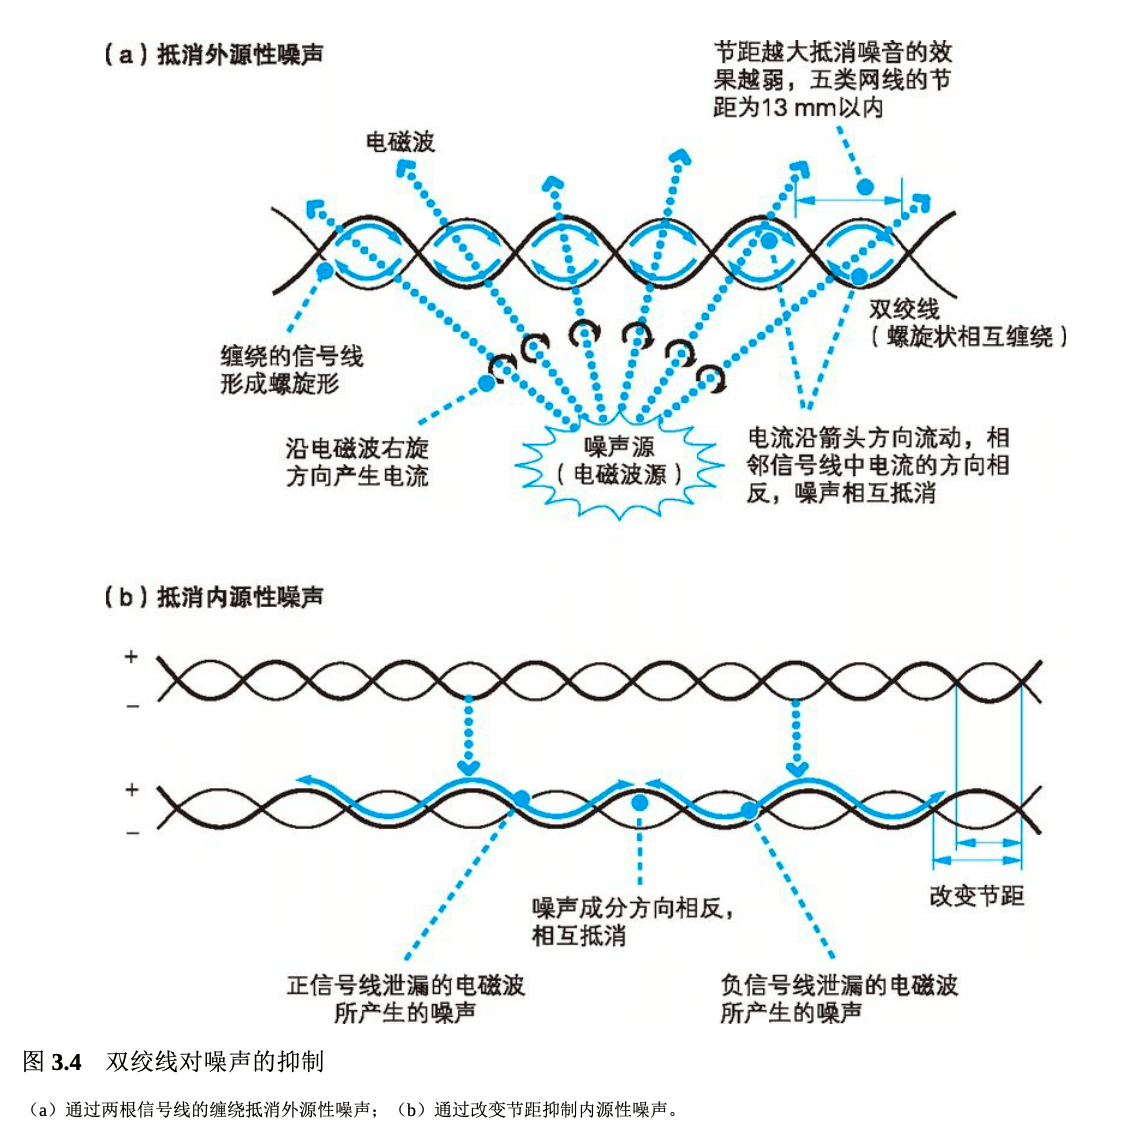 （a）抵消外源性噪声
节距越大抵消噪音的效
果越弱，五类网线的节
距为13 mm以内
电磁波
双绞线
（螺旋状相互缠绕）
缠绕的信号线
形成螺旋形
沿电磁波右旋
方向产生电流
噪声源
（电磁波源）
电流沿箭头方向流动，相
邻信号线中电流的方向相
反，噪声相互抵消
（b）抵消内源性噪声
+
−
+
−
改变节距
噪声成分方向相反，
相互抵消
正信号线泄漏的电磁波
所产生的噪声
负信号线泄漏的电磁波
所产生的噪声
图 3.4　双绞线对噪声的抑制
（a）通过两根信号线的缠绕抵消外源性噪声；（b）通过改变节距抑制内源性噪声。